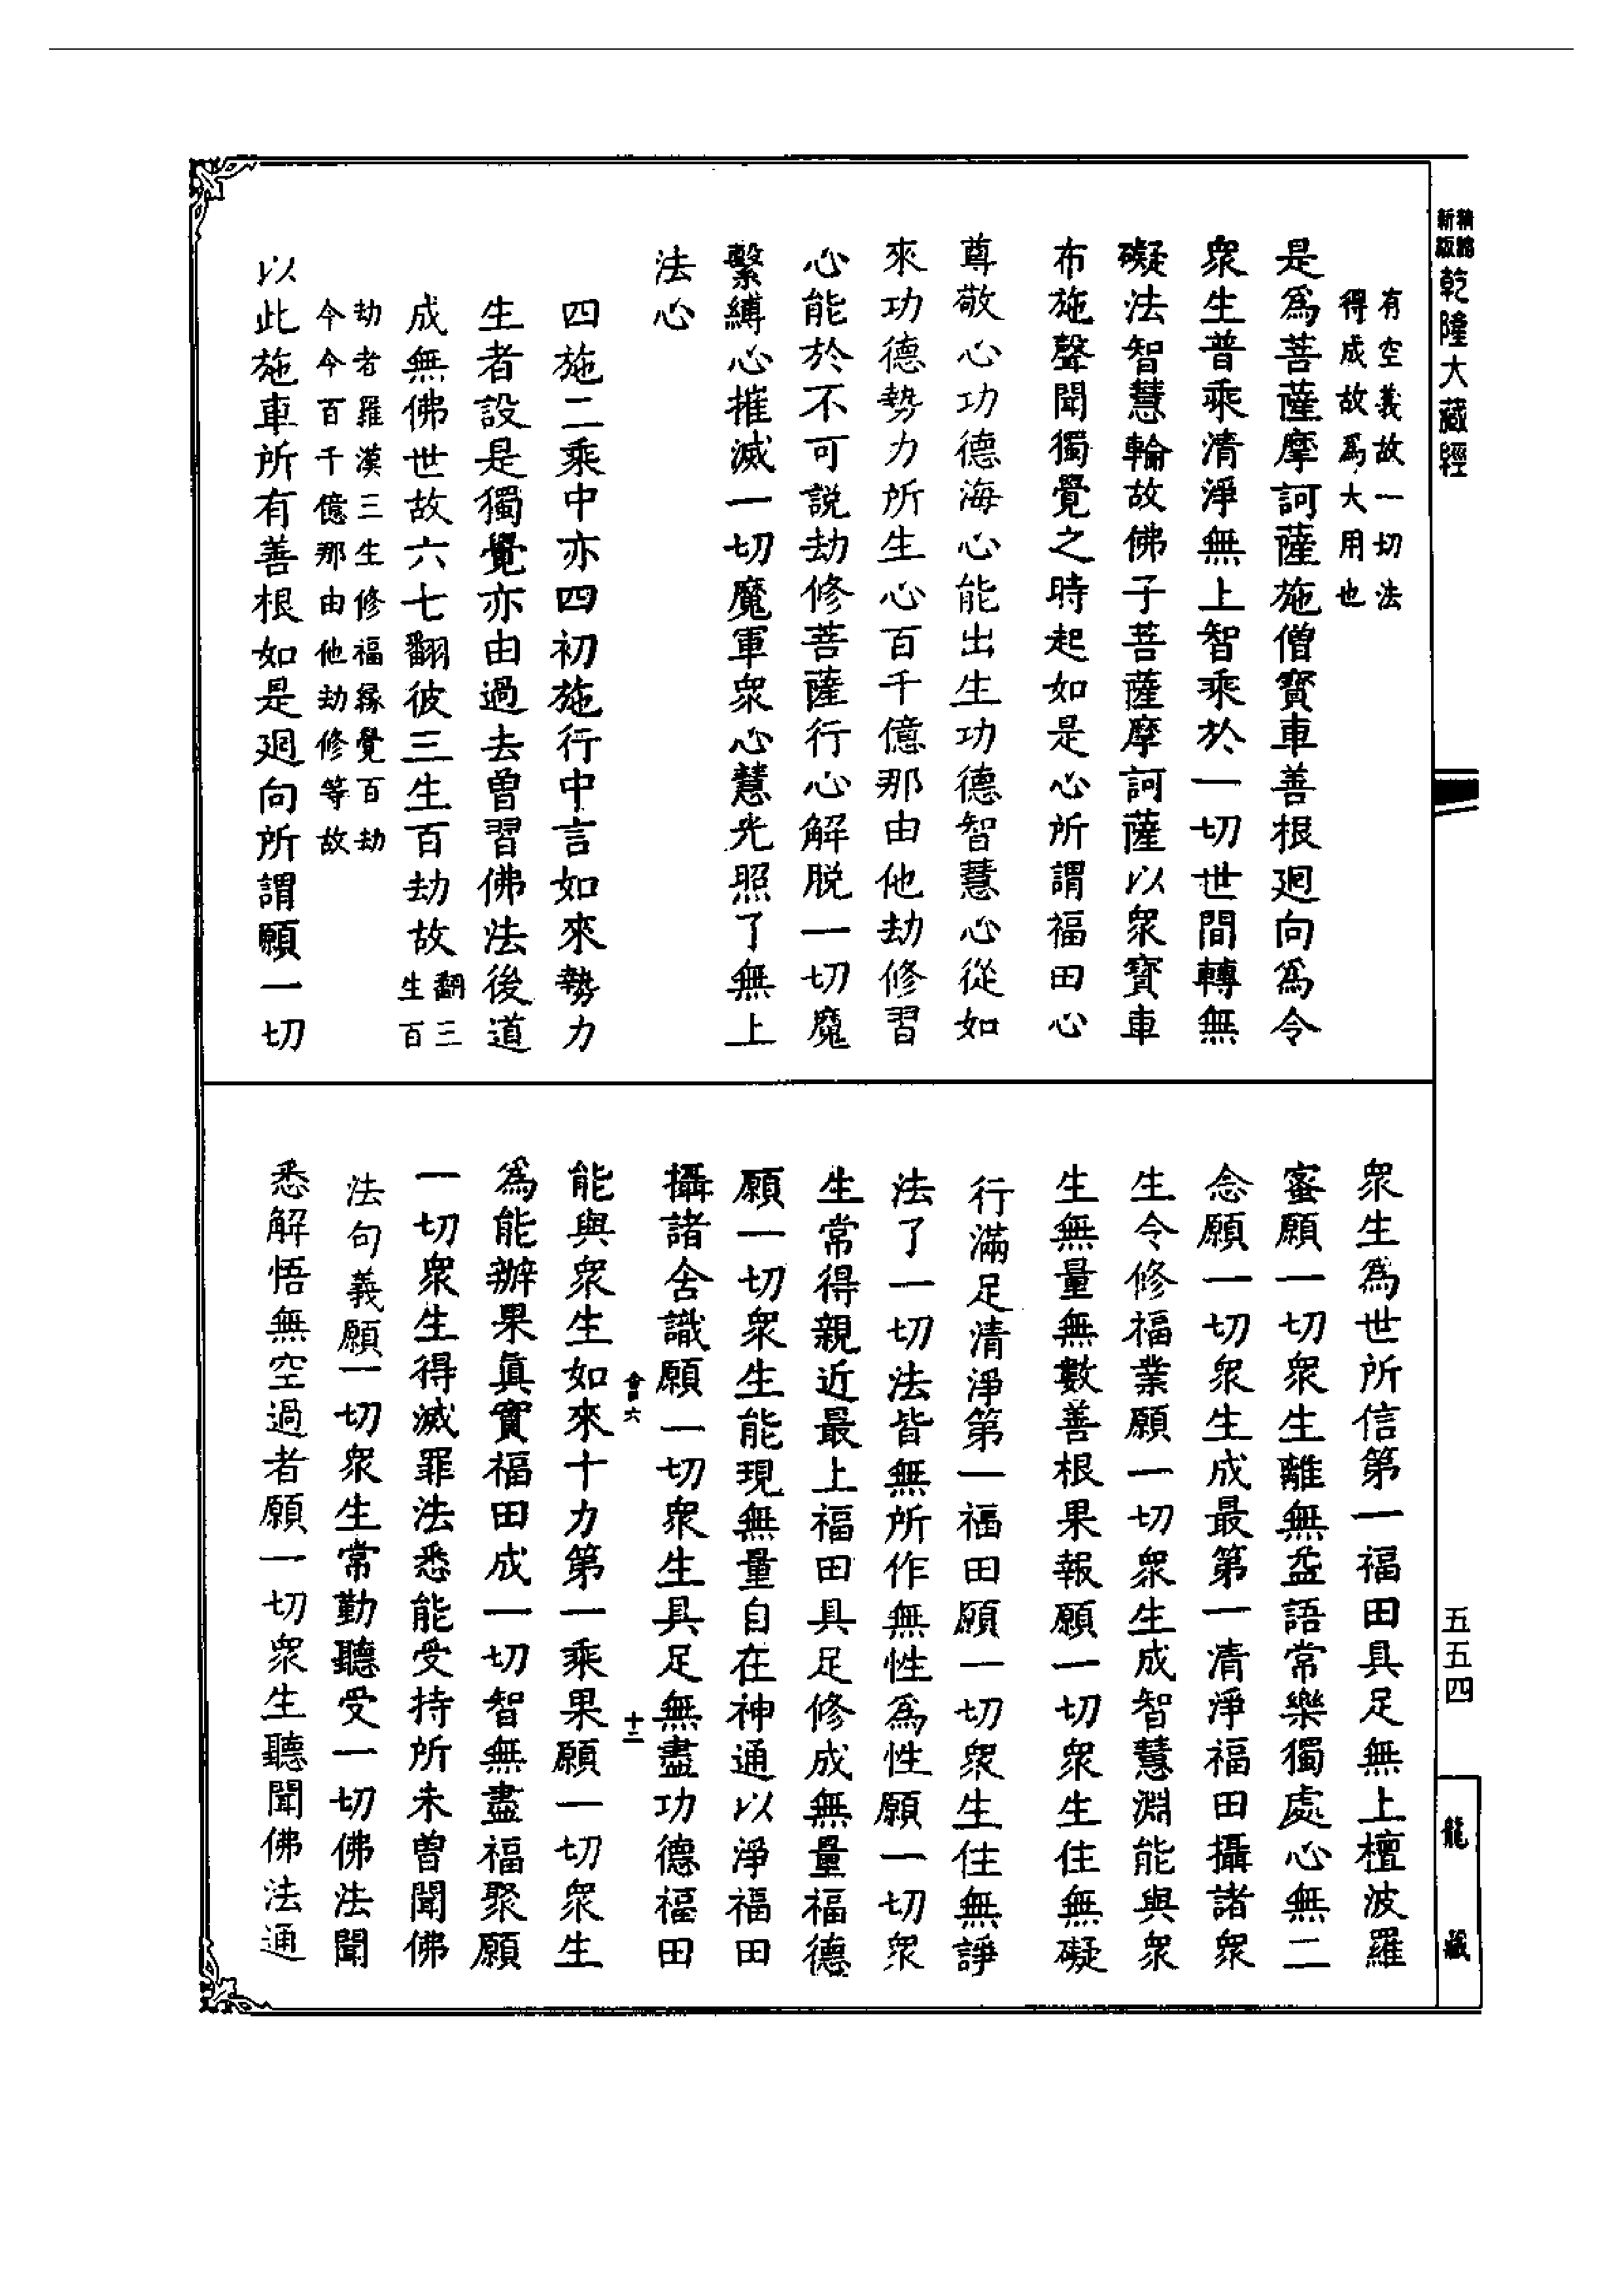 精縮
新版
乾隆大藏經
有空義故一切法
得成故爲大用也
是爲菩薩摩訶薩施僧寶車善根廻向爲令
衆生普乘清淨無上智乘於一切世間轉無
礙法智慧輪故佛子菩薩摩訶薩以衆寶車
布施聲聞獨覺之時起如是心所謂福田心
尊敬心功德海心能出生功德智慧心從如
來功德勢力所生心百千億那由他劫修習
心能於不可説劫修菩薩行心解脱一切魔
繫縛心摧滅一切魔軍衆心慧光照了無上
法心
四施二乘中亦四初施行中言如來勢力
生者設是獨覺亦由過去曾習佛法後道
成無佛世故六七翻彼三生百劫故
翻三
生百
劫者羅漢三生修福縁覺百劫
今今百千億那由他劫修等故
以此施車所有善根如是廻向所謂願一切
五五四
龍藏
衆生爲世所信第一福田具足無上檀波羅
蜜願一切衆生離無益語常樂獨處心無二
念願一切衆生成最第一清淨福田攝諸衆
生令修福業願一切衆生成智慧淵能與衆
生無量無數善根果報願一切衆生住無礙
行滿足清淨第一福田願一切衆生住無諍
法了一切法皆無所作無性爲性願一切衆
生常得親近最上福田具足修成無量福德
願一切衆生能現無量自在神通以淨福田
攝諸含識願一切衆生具足無盡功德福田
會目六
十二
能與衆生如來十力第一乘果願一切衆生
爲能辦果眞實福田成一切智無盡福聚願
一切衆生得滅罪法悉能受持所未曾聞佛
法句義願一切衆生常勤聽受一切佛法聞
悉解悟無空過者願一切衆生聽聞佛法通